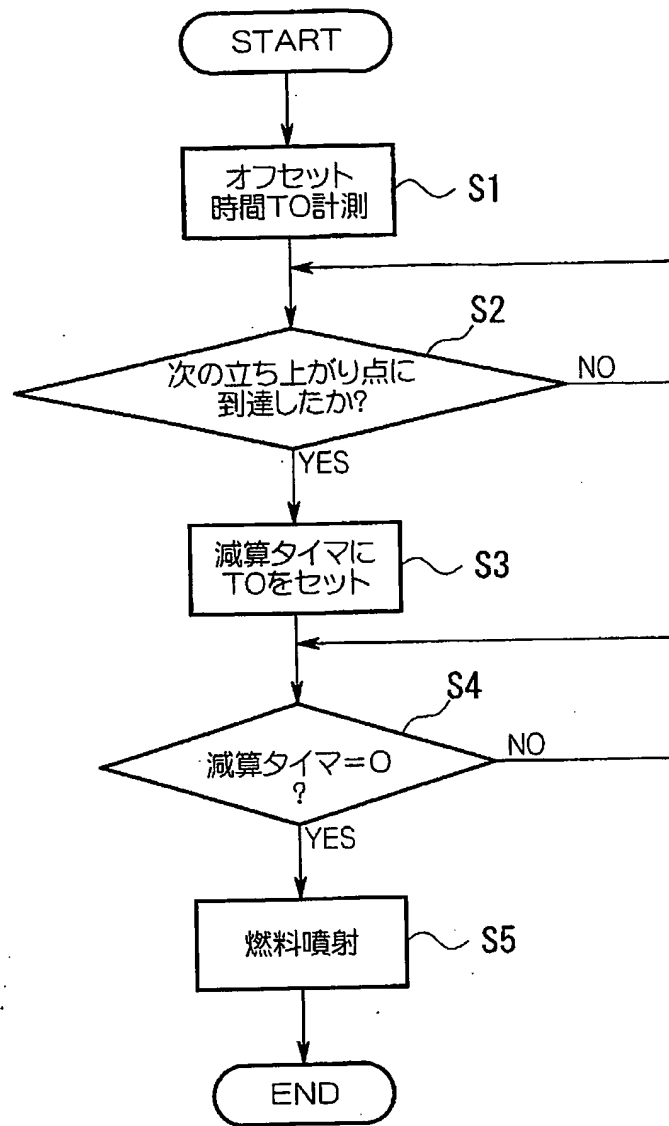 START
オフセット
時間TO計測
S1
S2
次の立ち上がり点に
到達したか?
NO
YES
減算タイマに
TOをセット
S3
S4
減算タイマ=0
?
NO
YES
燃料噴射
S5
END